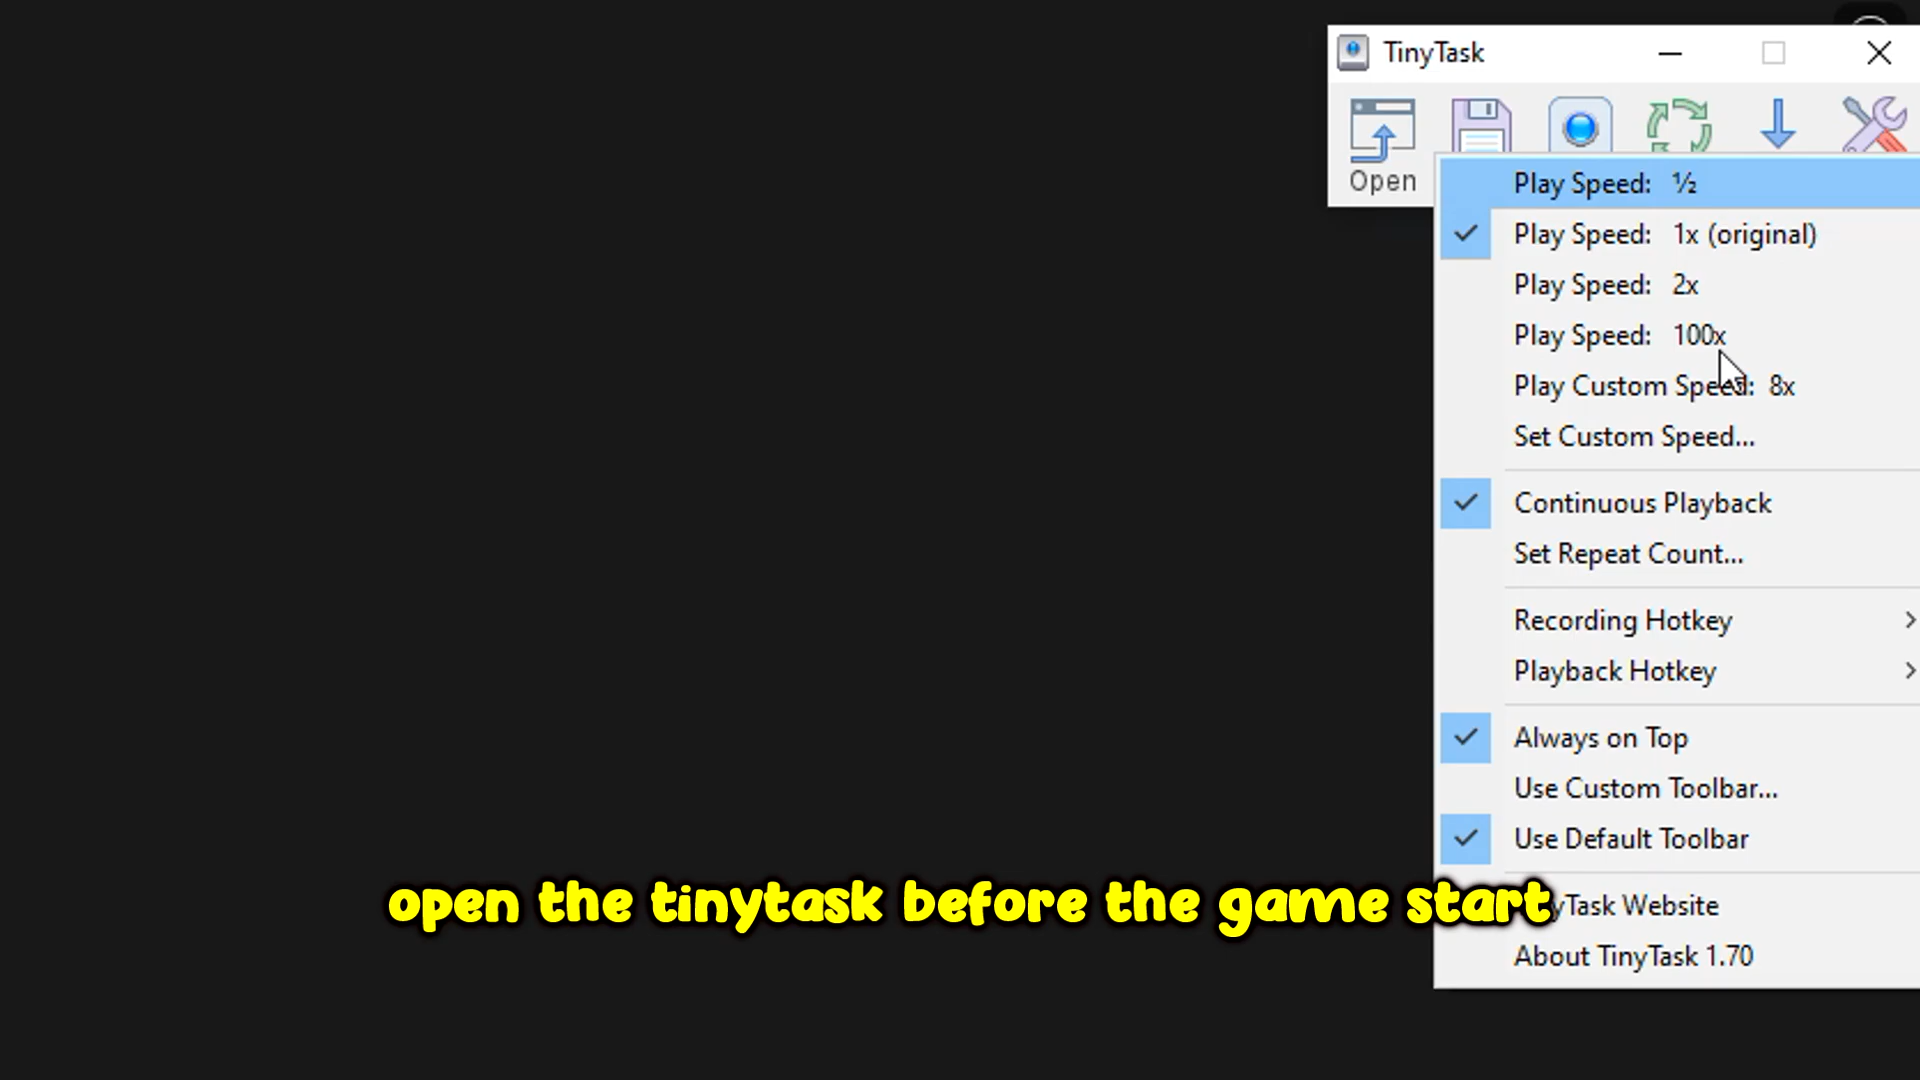 TinyTask
Open
Play Speed: ½
Play Speed: 1x (original)
Play Speed: 2x
Play Speed: 100x
Play Custom Speed: 8x
Set Custom Speed...
Continuous Playback
Set Repeat Count...
Recording Hotkey
Playback Hotkey
Always on Top
Use Custom Toolbar...
Use Default Toolbar
open the tinytask before the game start
yTask Website
About TinyTask 1.70